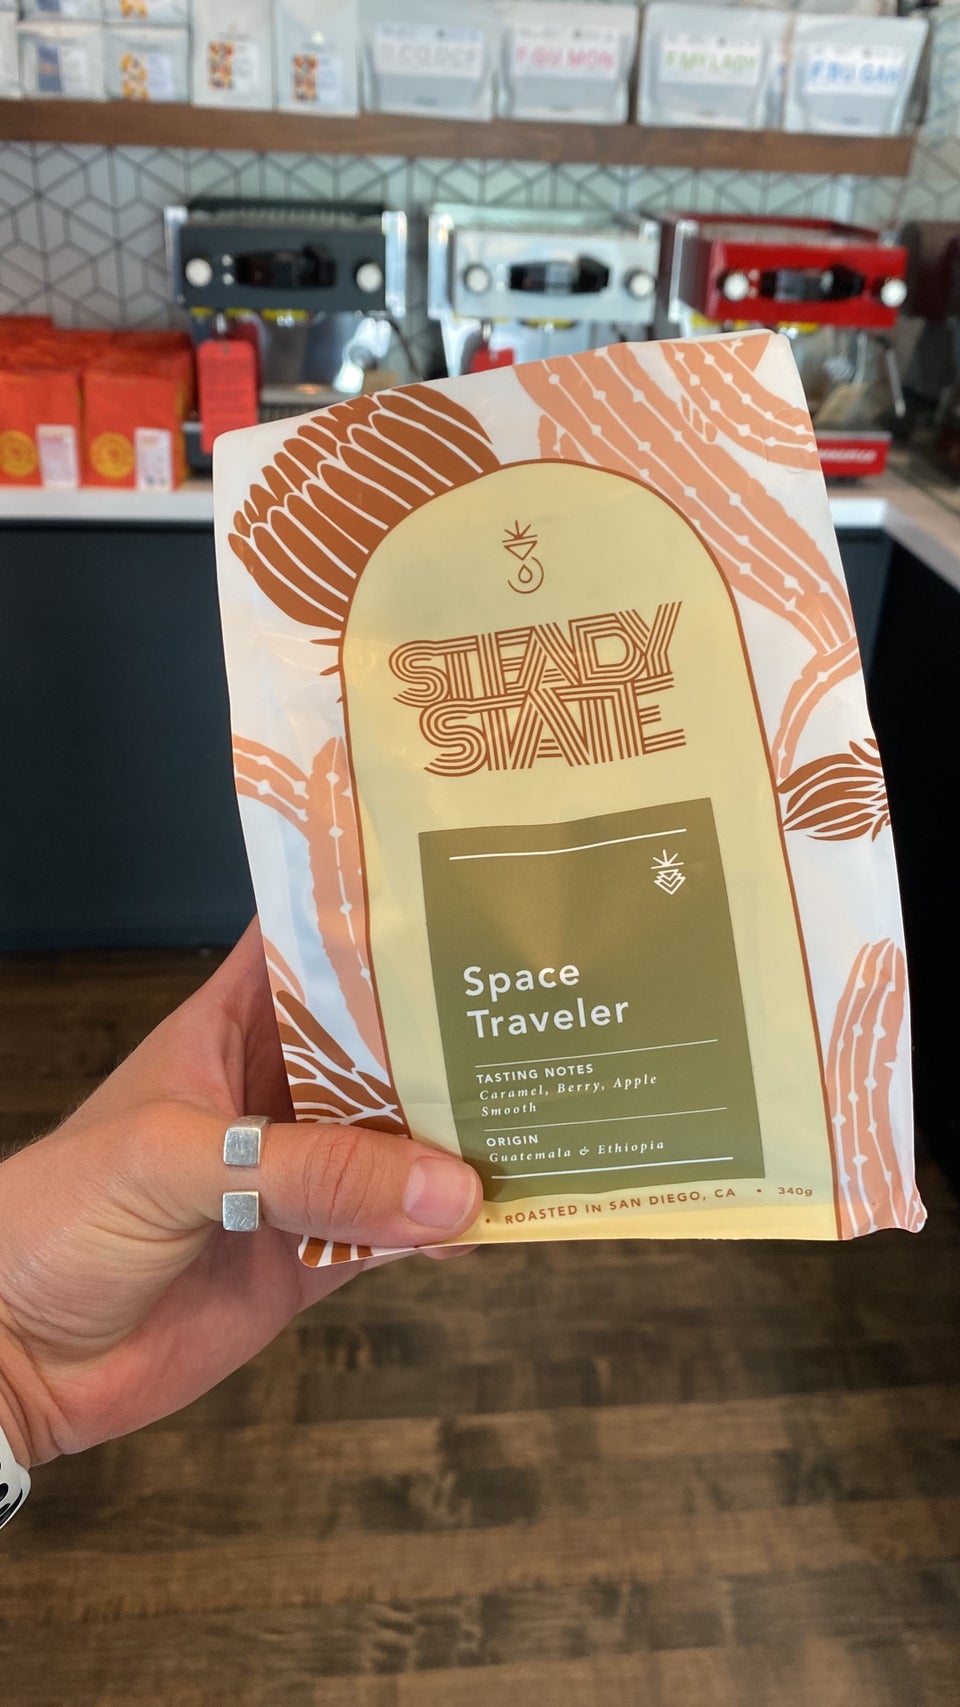 STEADY
STATE
Space
Traveler
TASTING NOTES
Caramel, Berry, Apple
Smooth
ORIGIN
Guatemala & Ethiopia
• ROASTED IN SAN DIEGO, CA • 340g